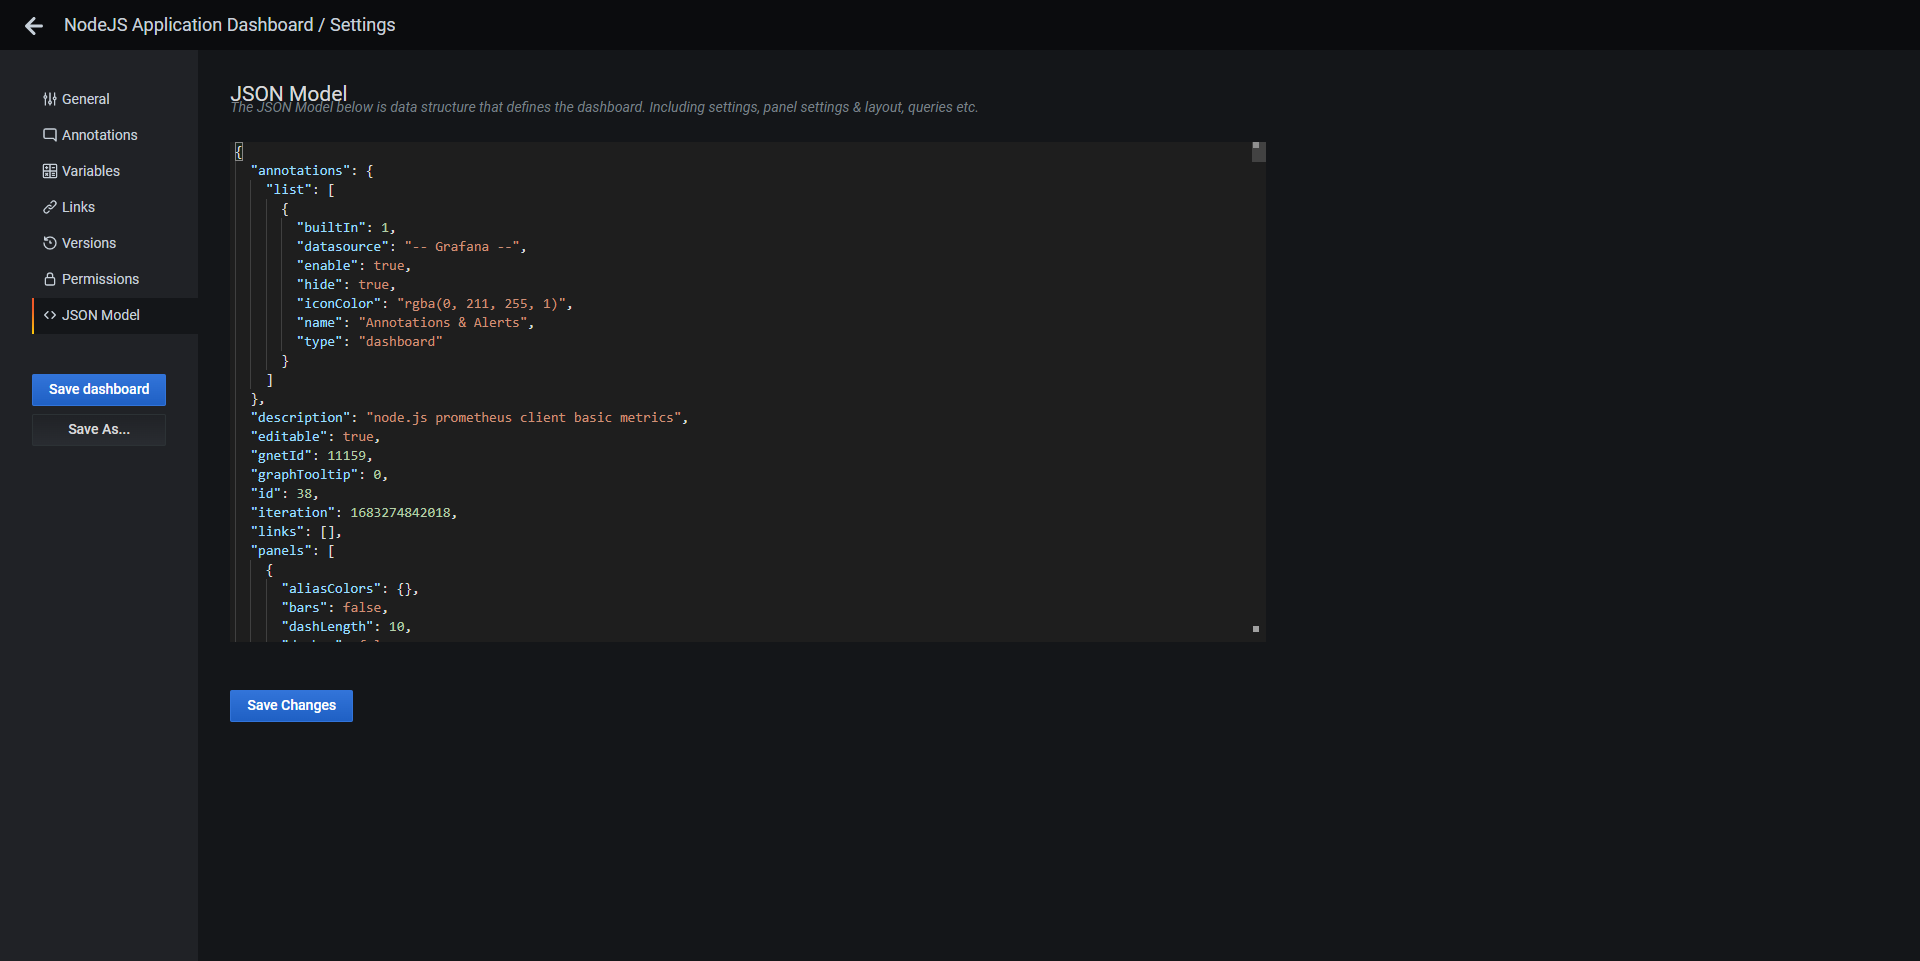 NodeJS Application Dashboard / Settings
General
Annotations
Variables
Links
Versions
Permissions
JSON Model
Save dashboard
Save As...
JSON Model
The JSON Model below is data structure that defines the dashboard. Including settings, panel settings & layout, queries etc.
{
"annotations": {
"list": [
{
"builtIn": 1,
"datasource": "-- Grafana --",
"enable": true,
"hide": true,
"iconColor": "rgba(0, 211, 255, 1)",
"name": "Annotations & Alerts",
"type": "dashboard"
}
]
},
"description": "node.js prometheus client basic metrics",
"editable": true,
"gnetId": 11159,
"graphTooltip": 0,
"id": 38,
"iteration": 1683274842018,
"links": [],
"panels": [
{
"aliasColors": {},
"bars": false,
"dashLength": 10,
Save Changes